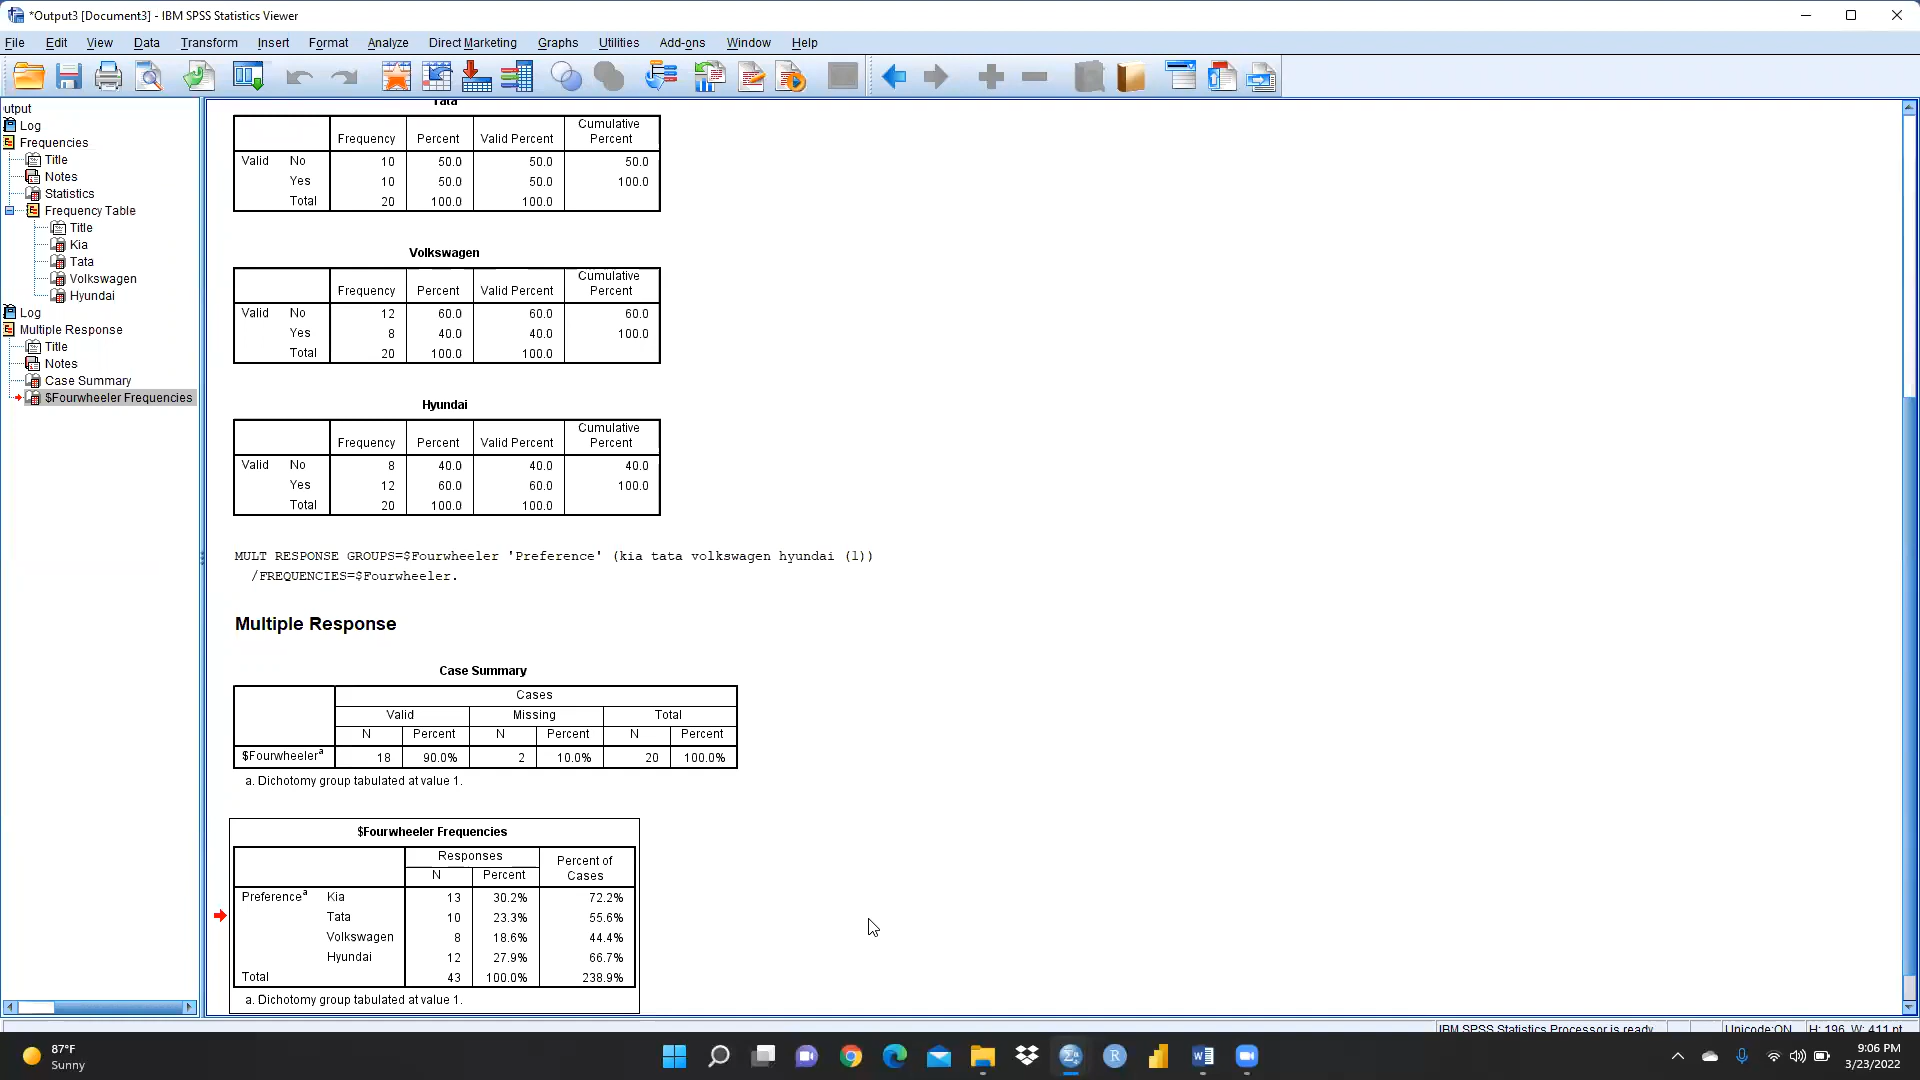 *Output3 [Document3] - IBM SPSS Statistics Viewer
File Edit View Data Transform Insert Format Analyze Direct Marketing Graphs Utilities Add-ons Window Help
utput
Log
Frequencies
Title
Notes
Statistics
Frequency Table
Title
Kia
Tata
Volkswagen
Hyundai
Log
Multiple Response
Title
Notes
Case Summary
$Fourwheeler Frequencies
Tata
Frequency Percent Valid Percent Cumulative Percent
Valid No 10 50.0 50.0 50.0
Yes 10 50.0 50.0 100.0
Total 20 100.0 100.0
Volkswagen
Frequency Percent Valid Percent Cumulative Percent
Valid No 12 60.0 60.0 60.0
Yes 8 40.0 40.0 100.0
Total 20 100.0 100.0
Hyundai
Frequency Percent Valid Percent Cumulative Percent
Valid No 8 40.0 40.0 40.0
Yes 12 60.0 60.0 100.0
Total 20 100.0 100.0
MULT RESPONSE GROUPS=$Fourwheeler 'Preference' (kia tata volkswagen hyundai (1))
/FREQUENCIES=$Fourwheeler.
Multiple Response
Case Summary
Cases
Valid Missing Total
N Percent N Percent N Percent
$Fourwheelerᵃ 18 90.0% 2 10.0% 20 100.0%
a. Dichotomy group tabulated at value 1.
$Fourwheeler Frequencies
Responses Percent of Cases
N Percent
Preferenceᵃ Kia 13 30.2% 72.2%
Tata 10 23.3% 55.6%
Volkswagen 8 18.6% 44.4%
Hyundai 12 27.9% 66.7%
Total 43 100.0% 238.9%
a. Dichotomy group tabulated at value 1.
IBM SPSS Statistics Processor is ready Unicode:ON H: 196, W: 411 pt
87°F
Sunny
9:06 PM
3/23/2022